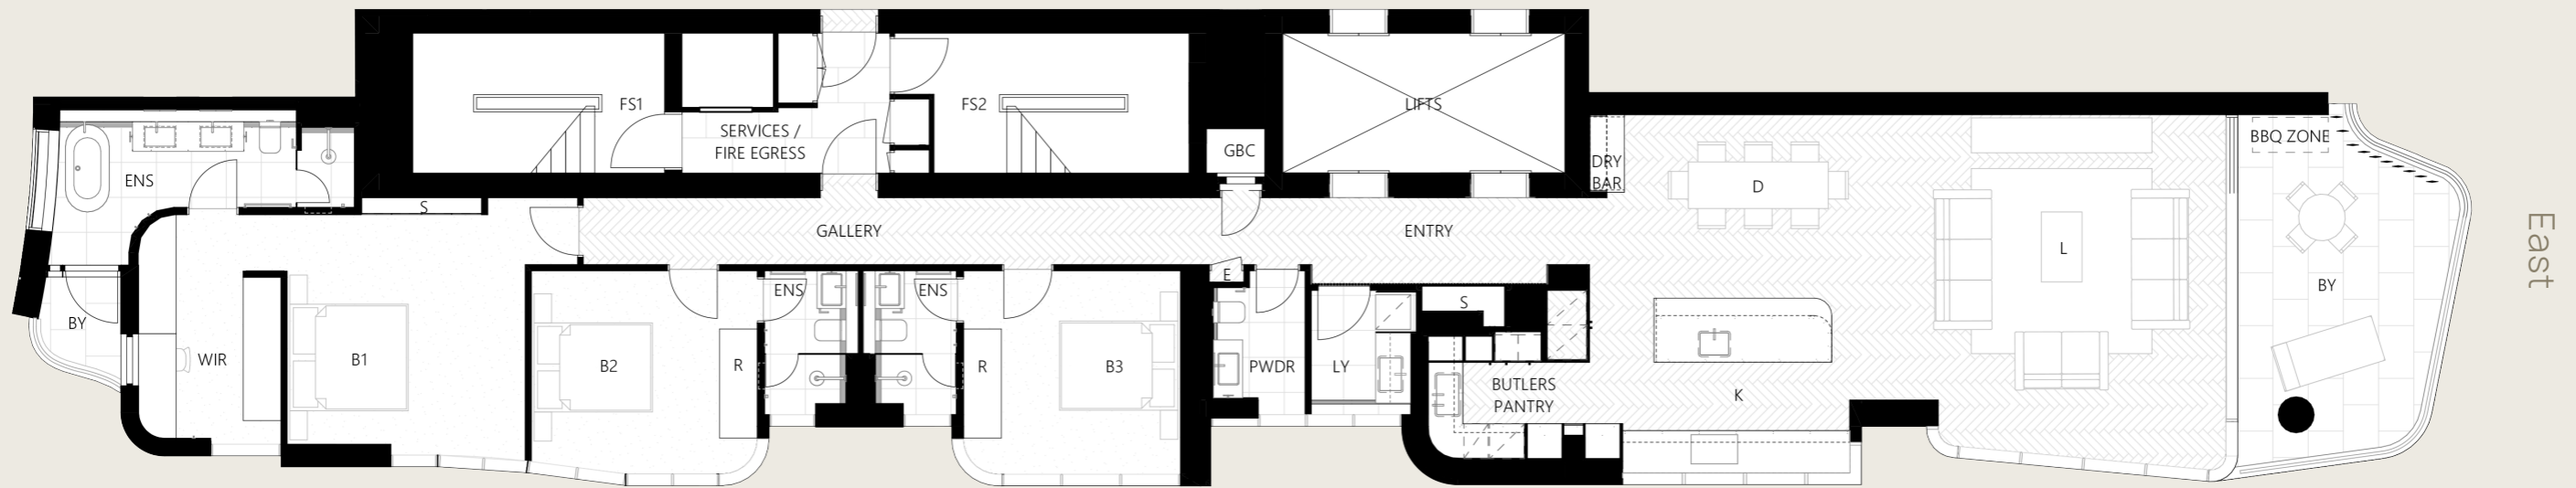 FS1
SERVICES /
FIRE EGRESS
FS2
GBC
LIFTS
DRY
BAR
D
BBQ ZONE
ENS
S
GALLERY
ENTRY
L
BY
East
BY
WIR
B1
B2
R
ENS
ENS
R
B3
E
PWDR
LY
S
BUTLERS
PANTRY
K